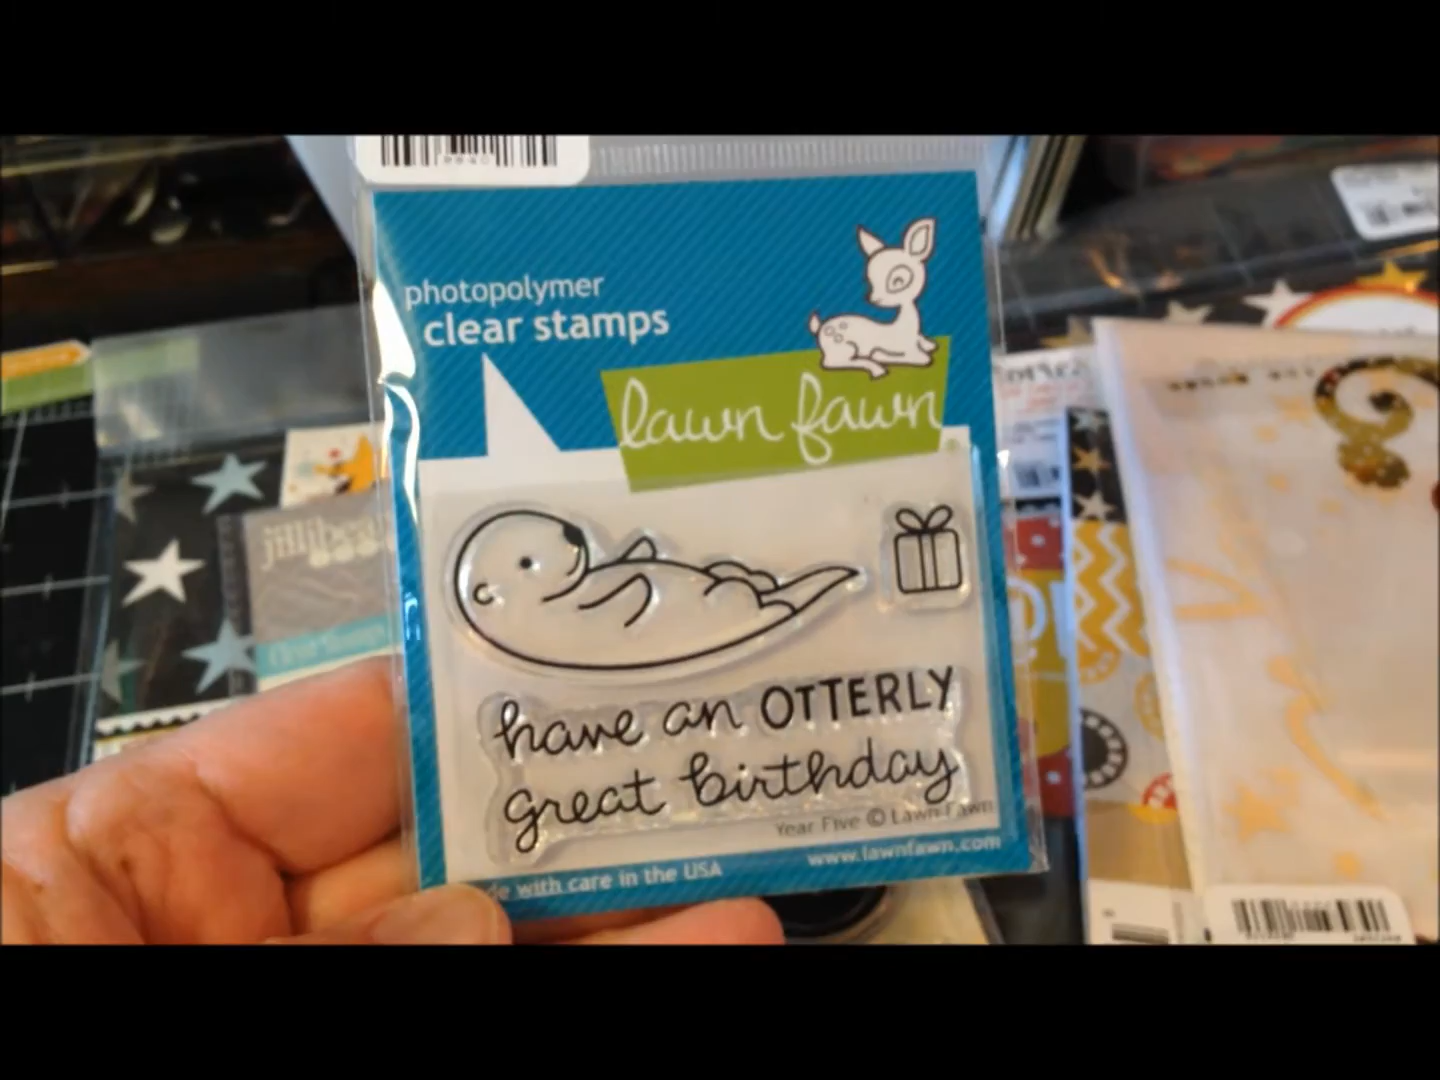 photopolymer
clear stamps
lawn fawn
have an OTTERLY
great birthday
Year Five © Lawn Fawn
www.lawnfawn.com
with care in the USA
jillibean